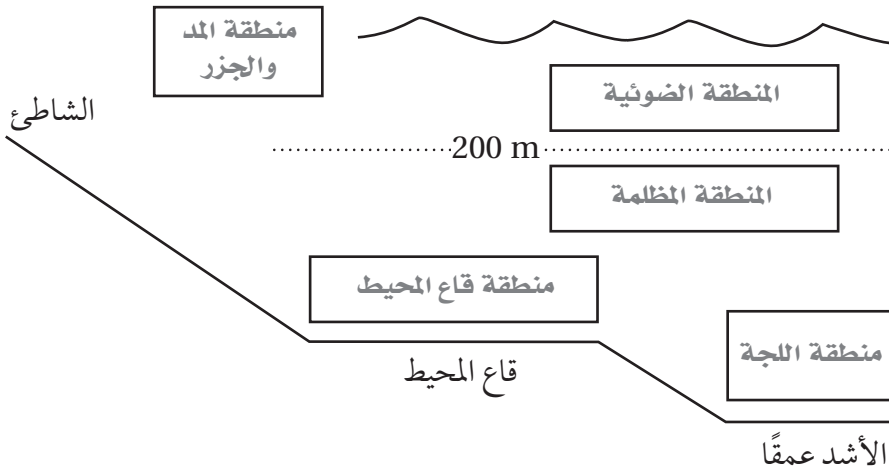 منطقة المد
والجزر
المنطقة الضوئية
الشاطئ
200 m
المنطقة المظلمة
منطقة قاع المحيط
منطقة اللجة
قاع المحيط
الأشد عمقًا